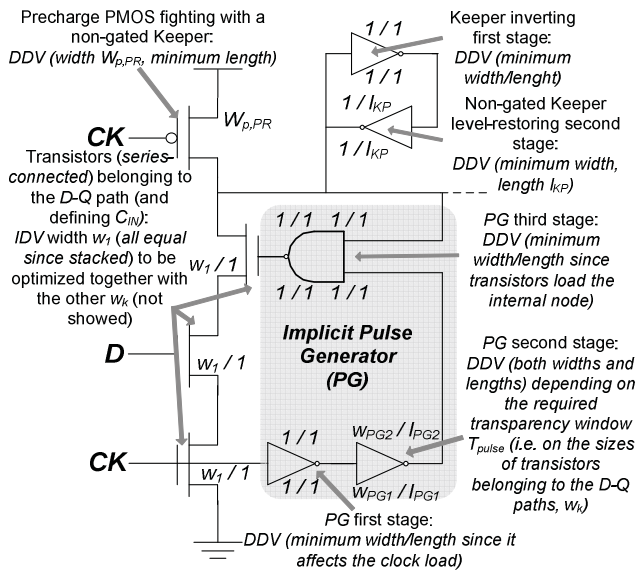 Precharge PMOS fighting with a
non-gated Keeper:
DDV (width Wp,PR, minimum length)
CK
Wp,PR
1 / 1
1 / 1
1 / lKP
1 / lKP
Keeper inverting
first stage:
DDV (minimum
width/lenght)
Non-gated Keeper
level-restoring second
stage:
DDV (minimum width,
length lKP)
Transistors (series-
connected) belonging to
the D-Q path (and
defining CIN):
IDV width w1 (all equal
since stacked) to be
optimized together with
the other wk (not
showed)
w1 / 1
1 / 1 1 / 1
1 / 1 1 / 1
PG third stage:
DDV (minimum
width/length since
transistors load the
internal node)
Implicit Pulse
Generator
(PG)
D
w1 / 1
PG second stage:
DDV (both widths and
lengths) depending on
the required
transparency window
Tpulse (i.e. on the sizes
of transistors
belonging to the D-Q
paths, wk)
CK
w1 / 1
1 / 1
1 / 1
wPG2 / lPG2
wPG1 / lPG1
PG first stage:
DDV (minimum width/length since it
affects the clock load)